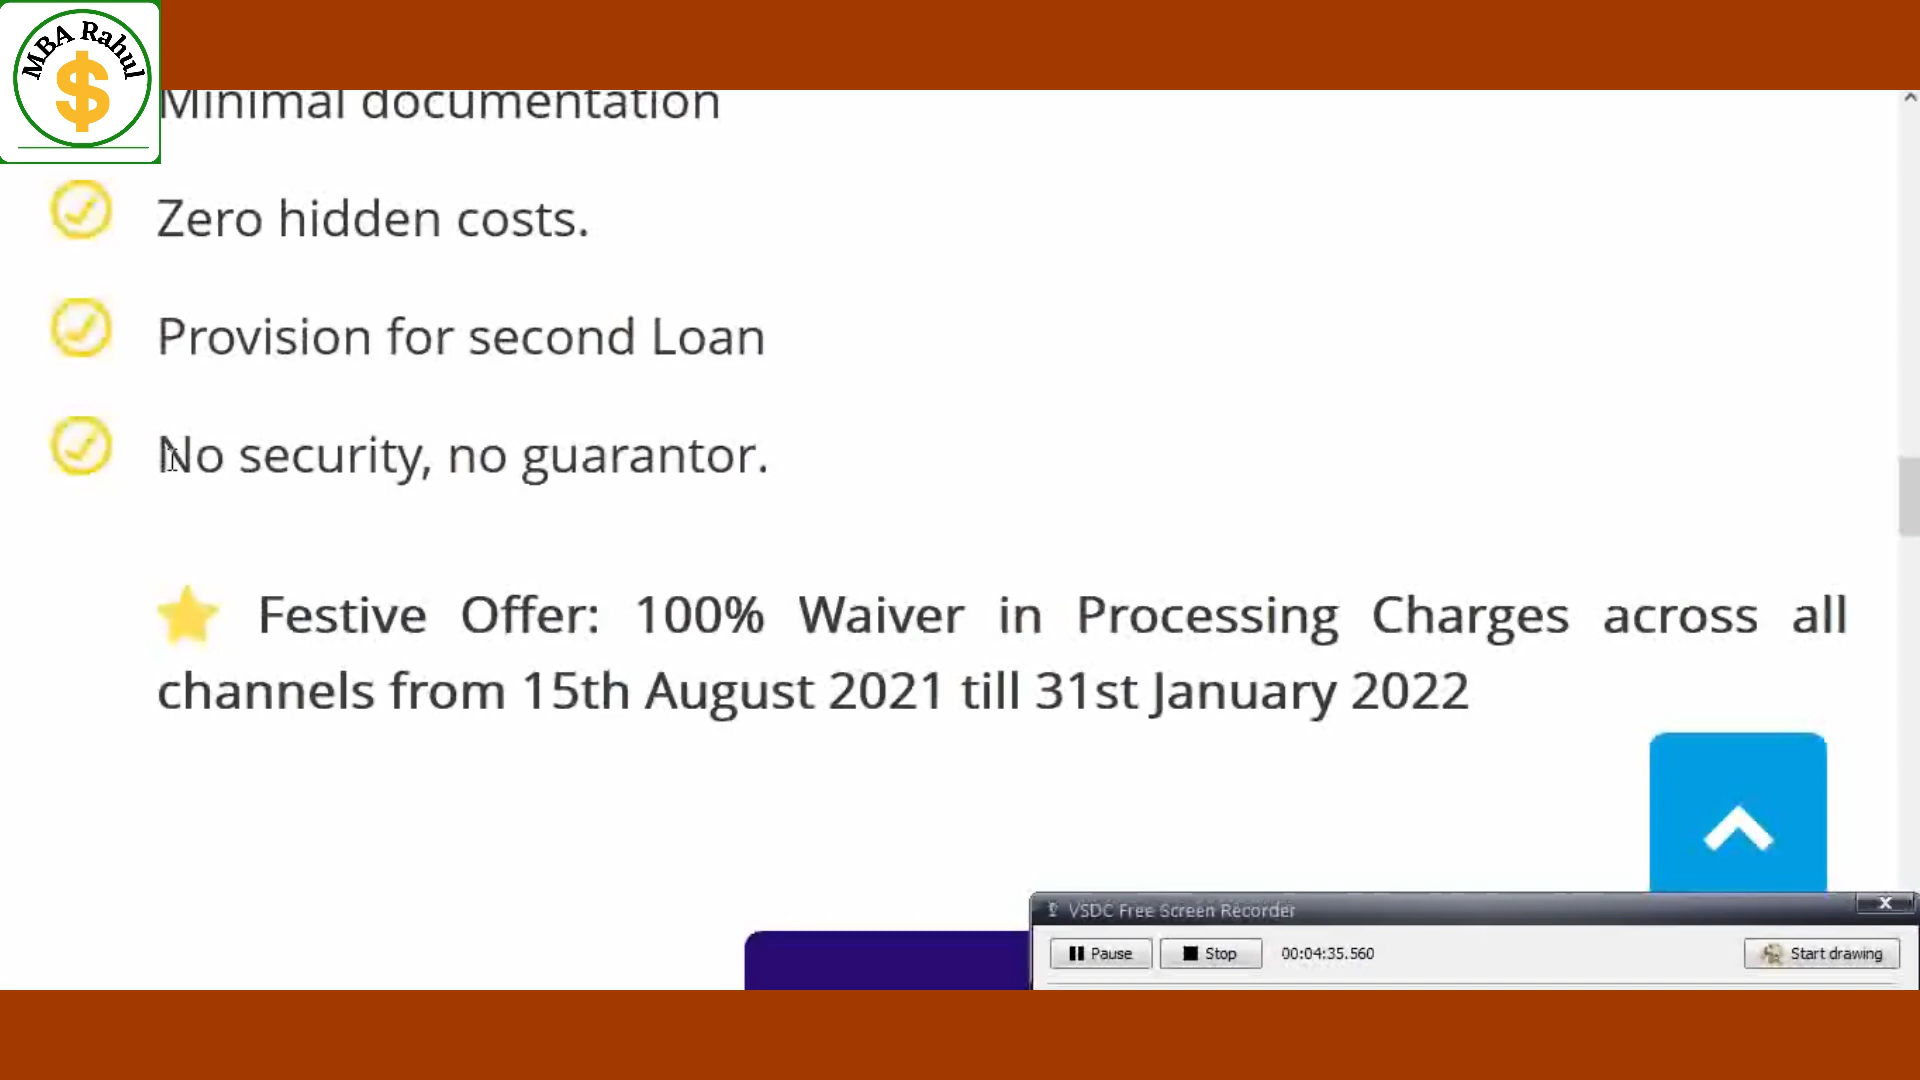 MBA Rahul
$
Minimal documentation
Zero hidden costs.
Provision for second Loan
No security, no guarantor.
Festive Offer: 100% Waiver in Processing Charges across all
channels from 15th August 2021 till 31st January 2022
VSDC Free Screen Recorder
Pause Stop 00:04:35.560 Start drawing